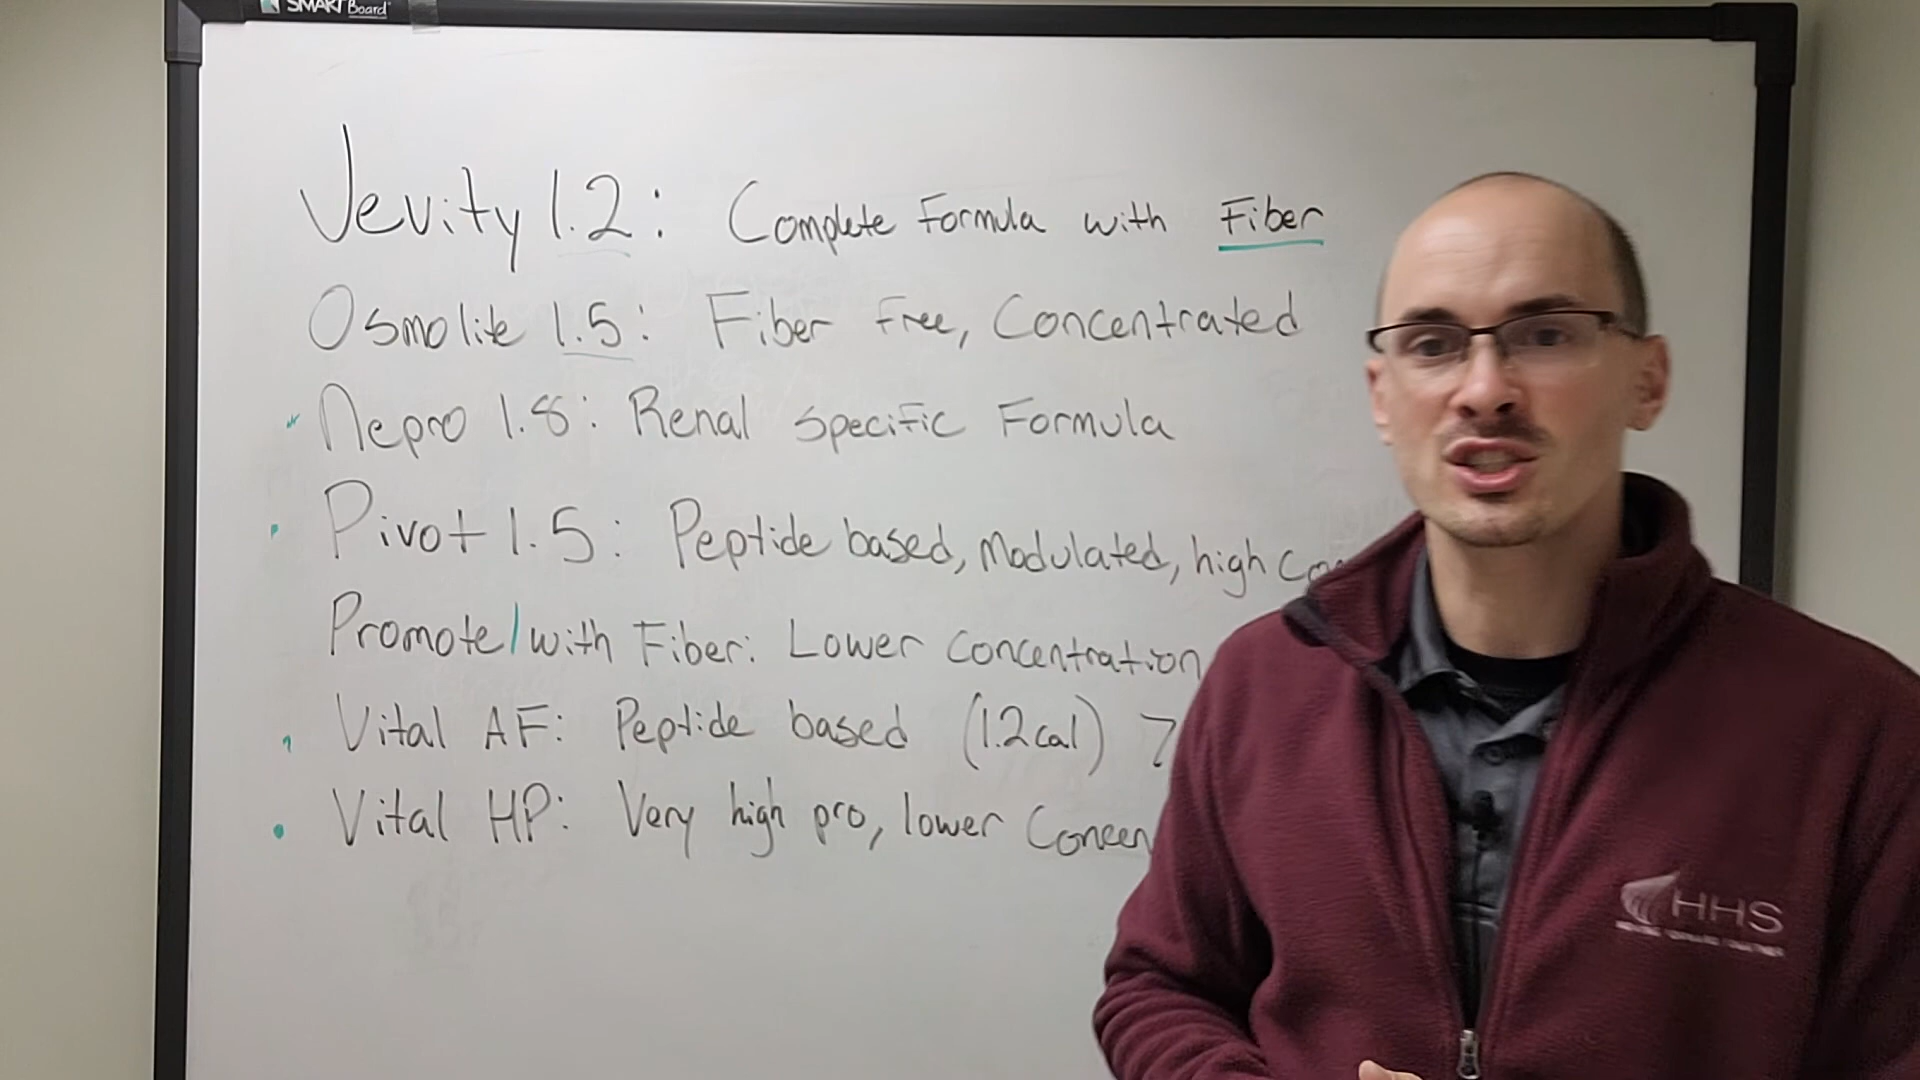 SMART Board
Jevity 1.2: Complete Formula with Fiber
Osmolite 1.5: Fiber Free, Concentrated
Nepro 1.8: Renal Specific Formula
Pivot 1.5: Peptide based, Modulated, high
Promote/with Fiber: Lower Concentration
Vital AF: Peptide based (1.2cal)
Vital HP: Very high pro, lower
HHS